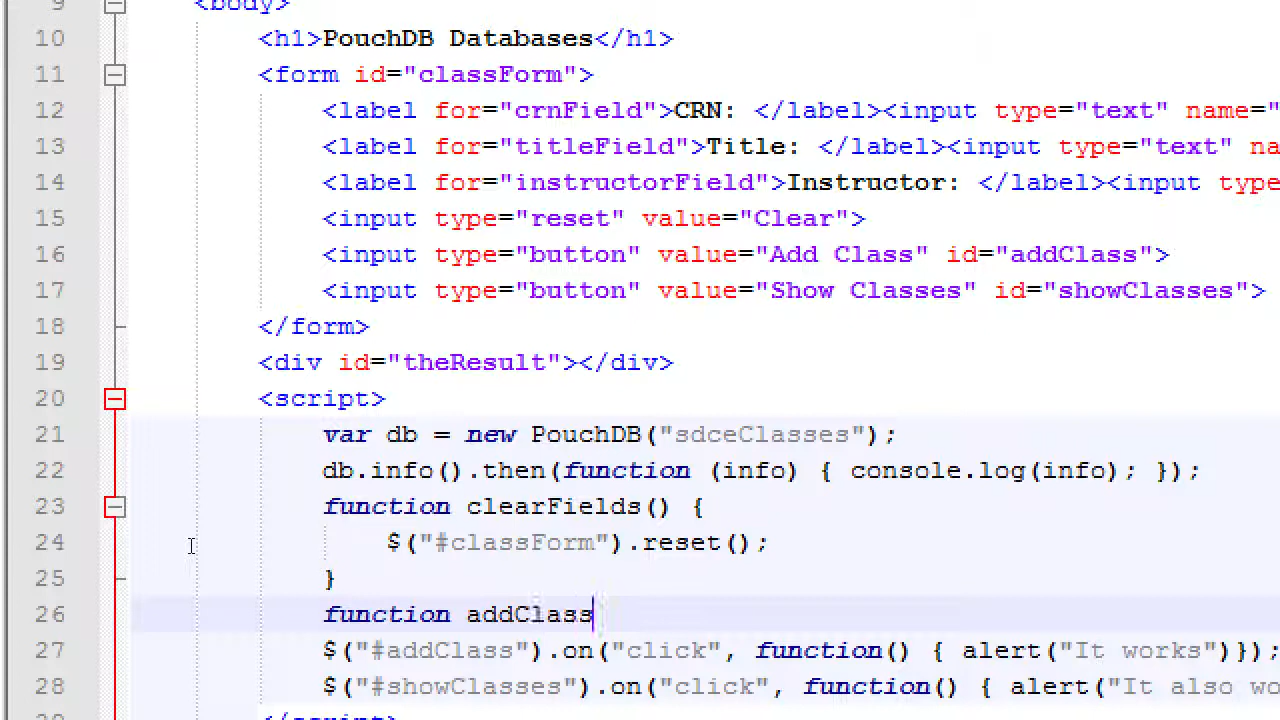 9 <body>
10 <h1>PouchDB Databases</h1>
11 <form id="classForm">
12 <label for="crnField">CRN: </label><input type="text" name="
13 <label for="titleField">Title: </label><input type="text" na
14 <label for="instructorField">Instructor: </label><input type
15 <input type="reset" value="Clear">
16 <input type="button" value="Add Class" id="addClass">
17 <input type="button" value="Show Classes" id="showClasses">
18 </form>
19 <div id="theResult"></div>
20 <script>
21 var db = new PouchDB("sdceClasses");
22 db.info().then(function (info) { console.log(info); });
23 function clearFields() {
24 $("#classForm").reset();
25 }
26 function addClass
27 $("#addClass").on("click", function() { alert("It works")});
28 $("#showClasses").on("click", function() { alert("It also wo
</script>